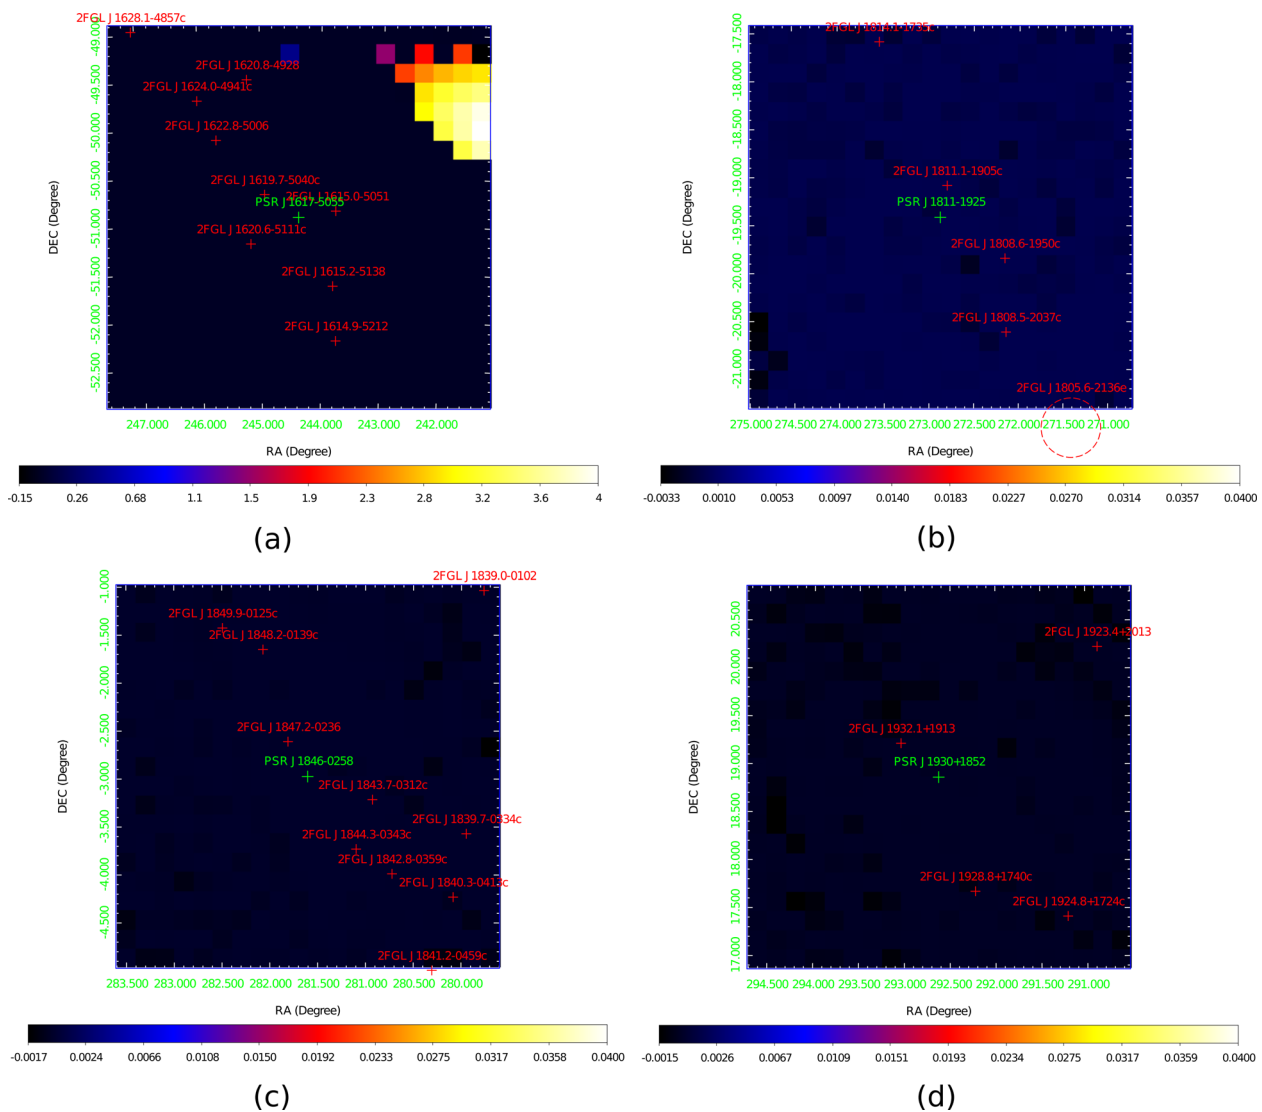 2FGL J1628.1-4857c
2FGL J1620.8-4928
2FGL J1624.0-4941c
2FGL J1622.8-5006
2FGL J1619.7-5040c
2FGL J1615.0-5051
PSR J1617-5055
2FGL J1620.6-5111c
2FGL J1615.2-5138
2FGL J1614.9-5212
DEC (Degree)
-49.000
-49.500
-50.000
-50.500
-51.000
-51.500
-52.000
-52.500
247.000 246.000 245.000 244.000 243.000 242.000
RA (Degree)
-0.15 0.26 0.68 1.1 1.5 1.9 2.3 2.8 3.2 3.6 4
(a)
2FGL J1814.1-1735c
2FGL J1811.1-1905c
PSR J1811-1925
2FGL J1808.6-1950c
2FGL J1808.5-2037c
2FGL J1805.6-2136e
DEC (Degree)
-17.500
-18.000
-18.500
-19.000
-19.500
-20.000
-20.500
-21.000
275.000 274.500 274.000 273.500 273.000 272.500 272.000 271.500 271.000
RA (Degree)
-0.0033 0.0010 0.0053 0.0097 0.0140 0.0183 0.0227 0.0270 0.0314 0.0357 0.0400
(b)
2FGL J1839.0-0102
2FGL J1849.9-0125c
2FGL J1848.2-0139c
2FGL J1847.2-0236
PSR J1846-0258
2FGL J1843.7-0312c
2FGL J1839.7-0334c
2FGL J1844.3-0343c
2FGL J1842.8-0359c
2FGL J1840.3-0413c
2FGL J1841.2-0459c
DEC (Degree)
-1.000
-1.500
-2.000
-2.500
-3.000
-3.500
-4.000
-4.500
283.500 283.000 282.500 282.000 281.500 281.000 280.500 280.000
RA (Degree)
-0.0017 0.0024 0.0066 0.0108 0.0150 0.0192 0.0233 0.0275 0.0317 0.0358 0.0400
(c)
2FGL J1923.4+2013
2FGL J1932.1+1913
PSR J1930+1852
2FGL J1928.8+1740c
2FGL J1924.8+1724c
DEC (Degree)
20.500
20.000
19.500
19.000
18.500
18.000
17.500
17.000
294.500 294.000 293.500 293.000 292.500 292.000 291.500 291.000
RA (Degree)
-0.0015 0.0026 0.0067 0.0109 0.0151 0.0193 0.0234 0.0275 0.0317 0.0359 0.0400
(d)